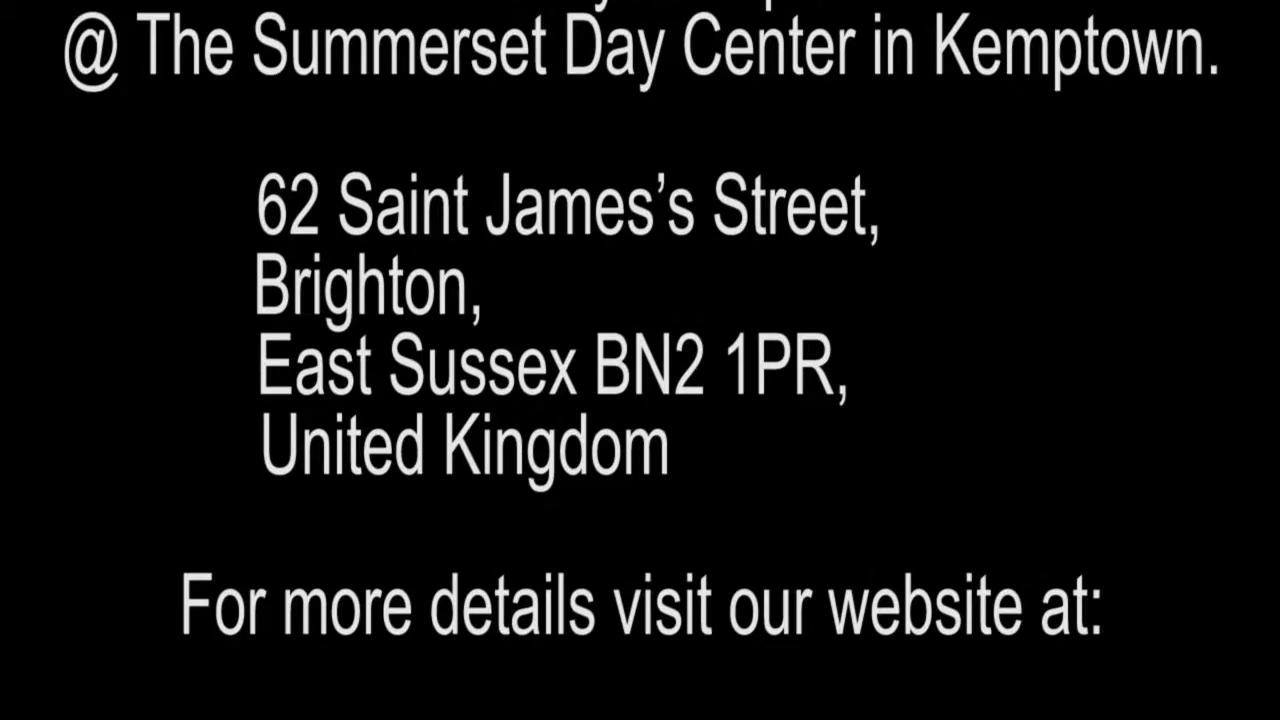 @ The Summerset Day Center in Kemptown.
62 Saint James’s Street,
Brighton,
East Sussex BN2 1PR,
United Kingdom
For more details visit our website at: